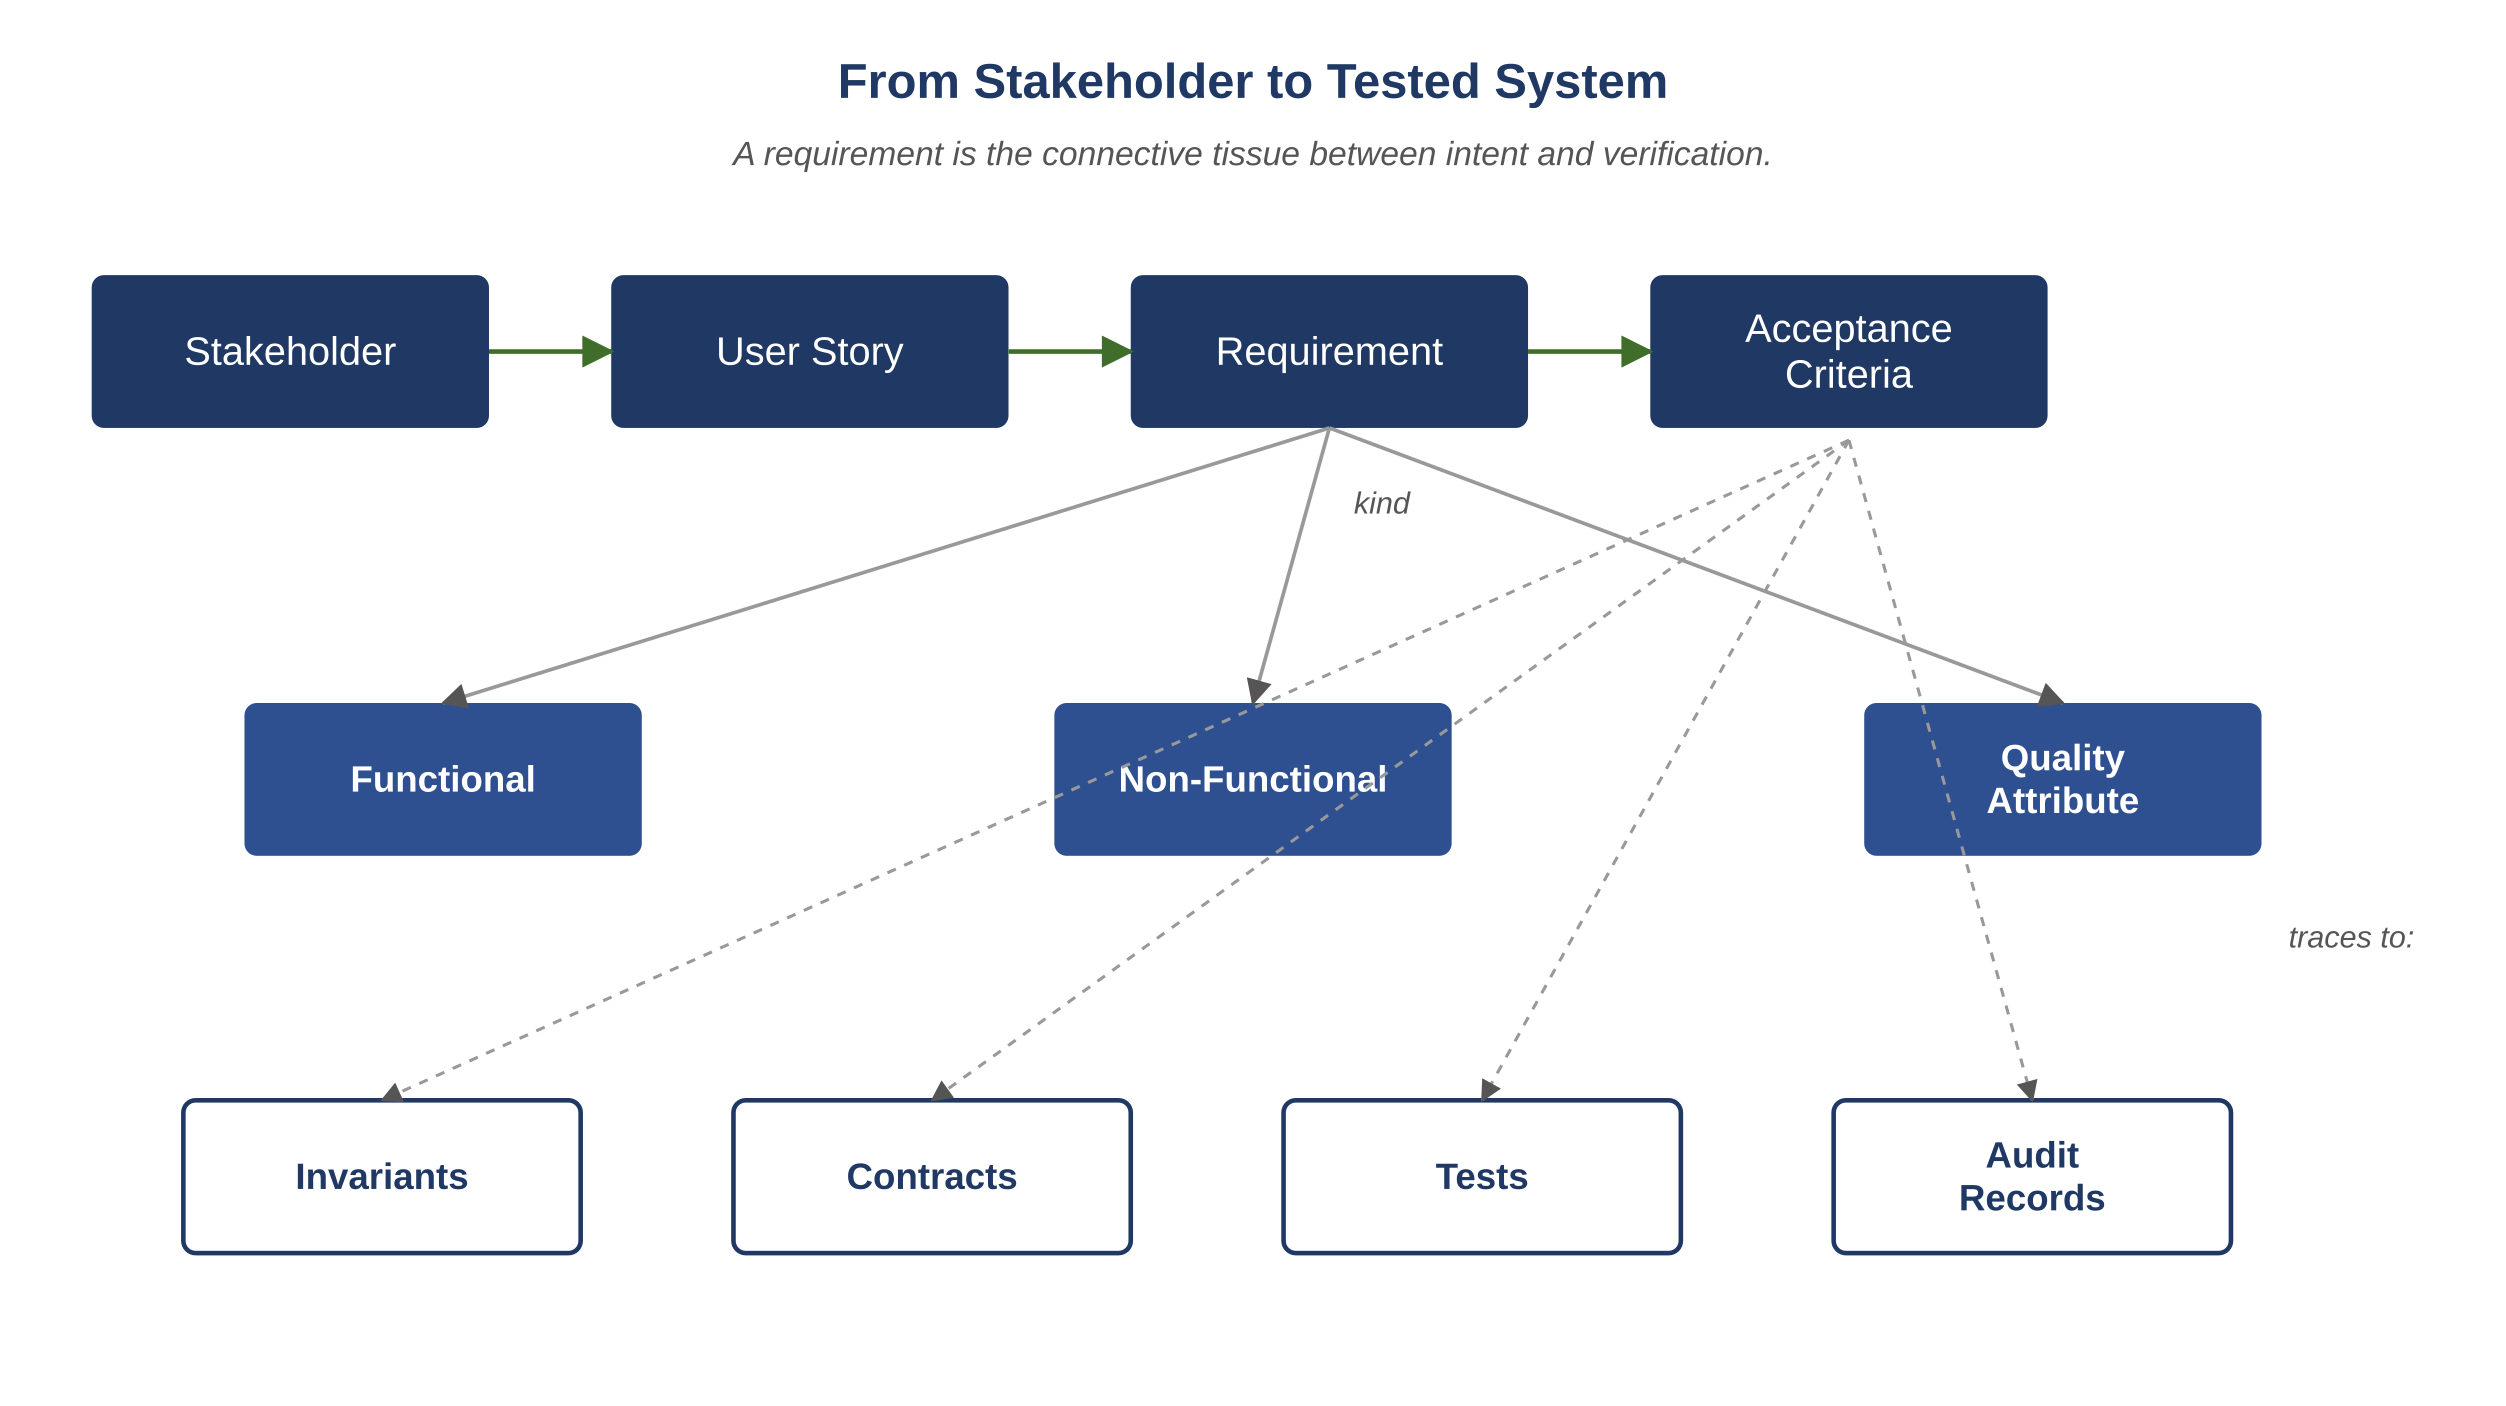 From Stakeholder to Tested System
A requirement is the connective tissue between intent and verification.
Stakeholder
User Story
Requirement
Acceptance
Criteria
kind
Functional
Non-Functional
Quality
Attribute
traces to:
Invariants
Contracts
Tests
Audit
Records